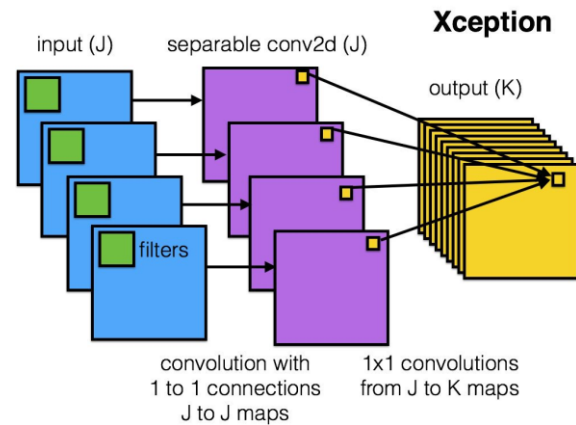 Xception
input (J)
separable conv2d (J)
output (K)
filters
convolution with
1 to 1 connections
J to J maps
1x1 convolutions
from J to K maps